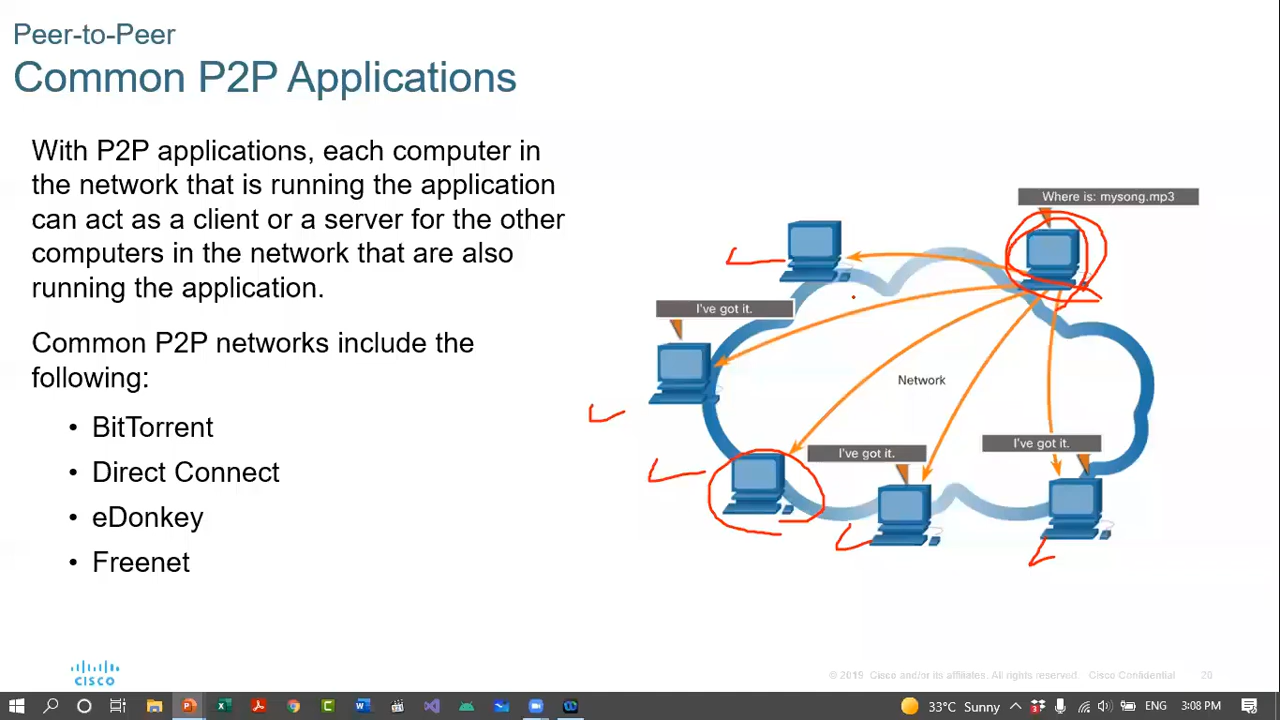 Peer-to-Peer
Common P2P Applications
With P2P applications, each computer in
the network that is running the application
can act as a client or a server for the other
computers in the network that are also
running the application.
Common P2P networks include the
following:
• BitTorrent
• Direct Connect
• eDonkey
• Freenet
Where is: mysong.mp3
I've got it.
Network
I've got it.
I've got it.
CISCO
© 2019 Cisco and/or its affiliates. All rights reserved. Cisco Confidential 20
33°C Sunny
ENG
3:08 PM